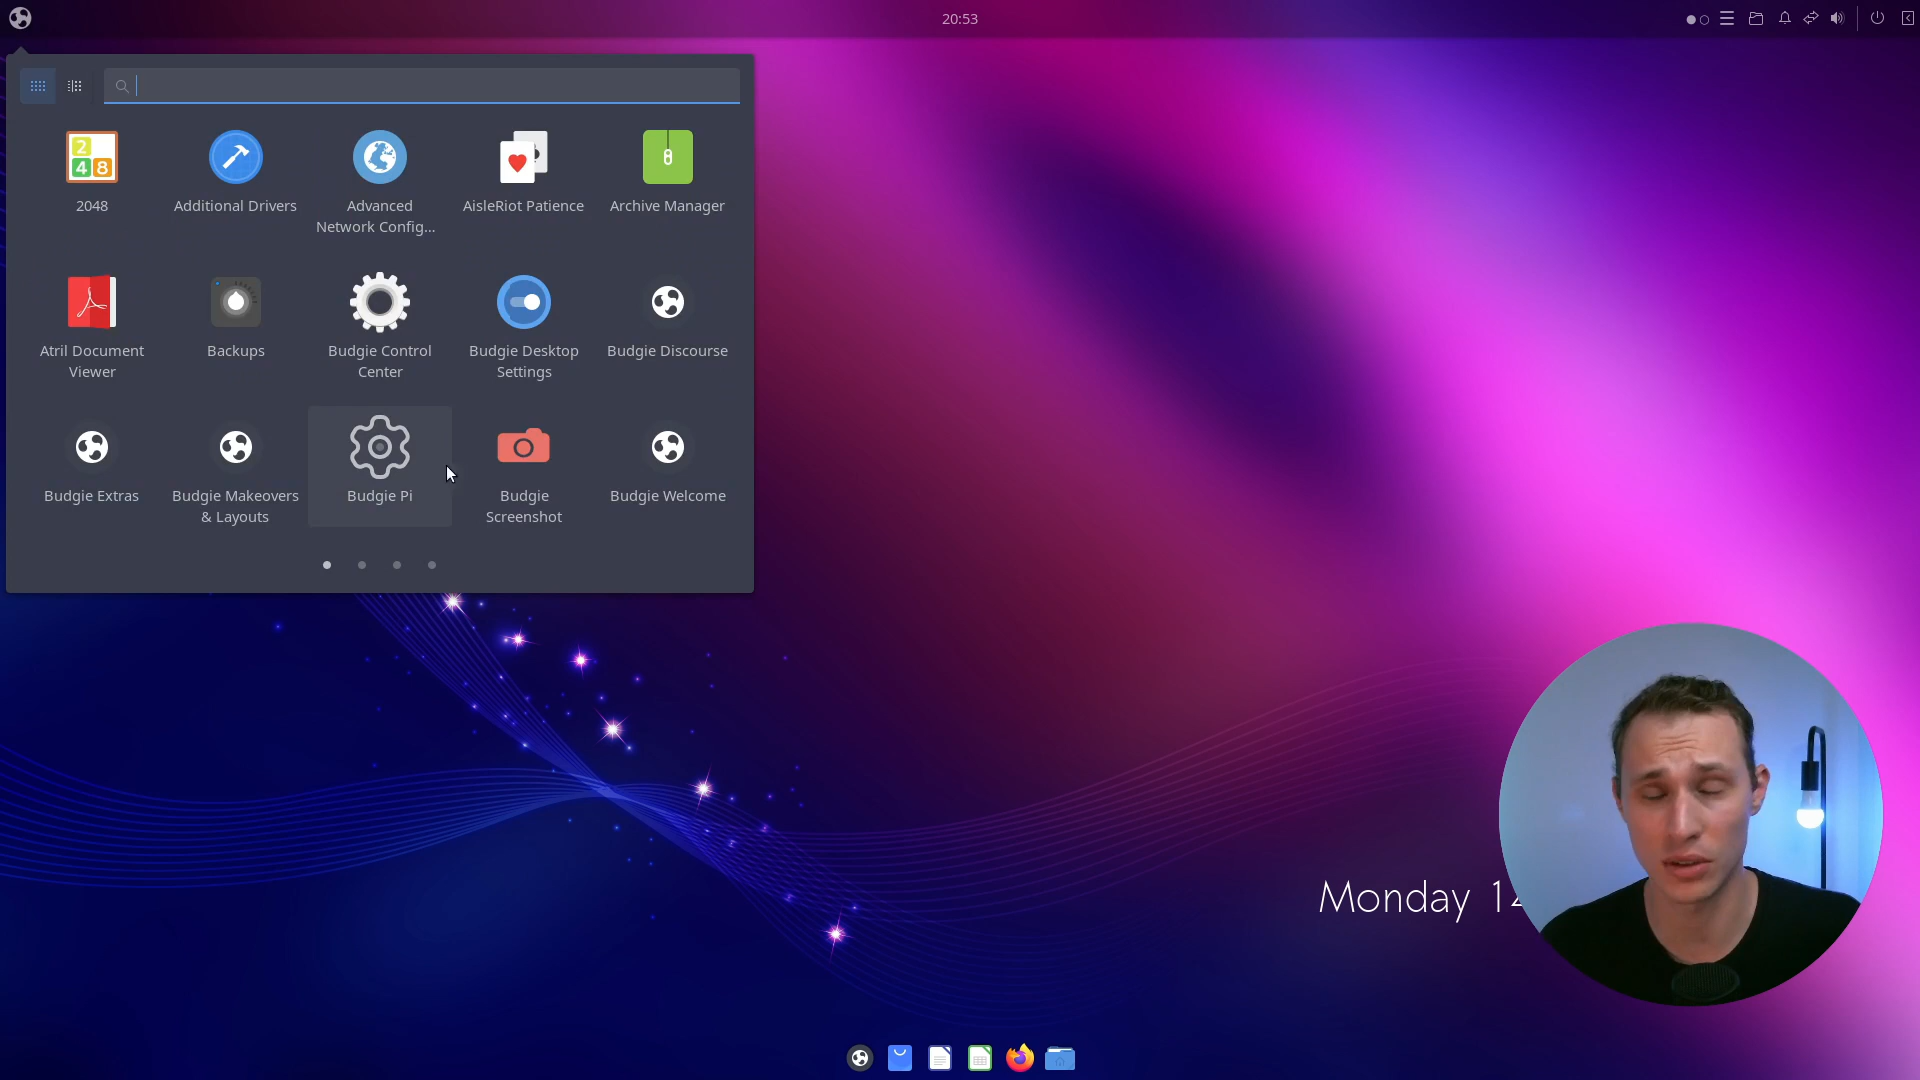 20:53
2048
Additional Drivers
Advanced
Network Config...
AisleRiot Patience
Archive Manager
Atril Document
Viewer
Backups
Budgie Control
Center
Budgie Desktop
Settings
Budgie Discourse
Budgie Extras
Budgie Makeovers
& Layouts
Budgie Pi
Budgie
Screenshot
Budgie Welcome
Monday 14